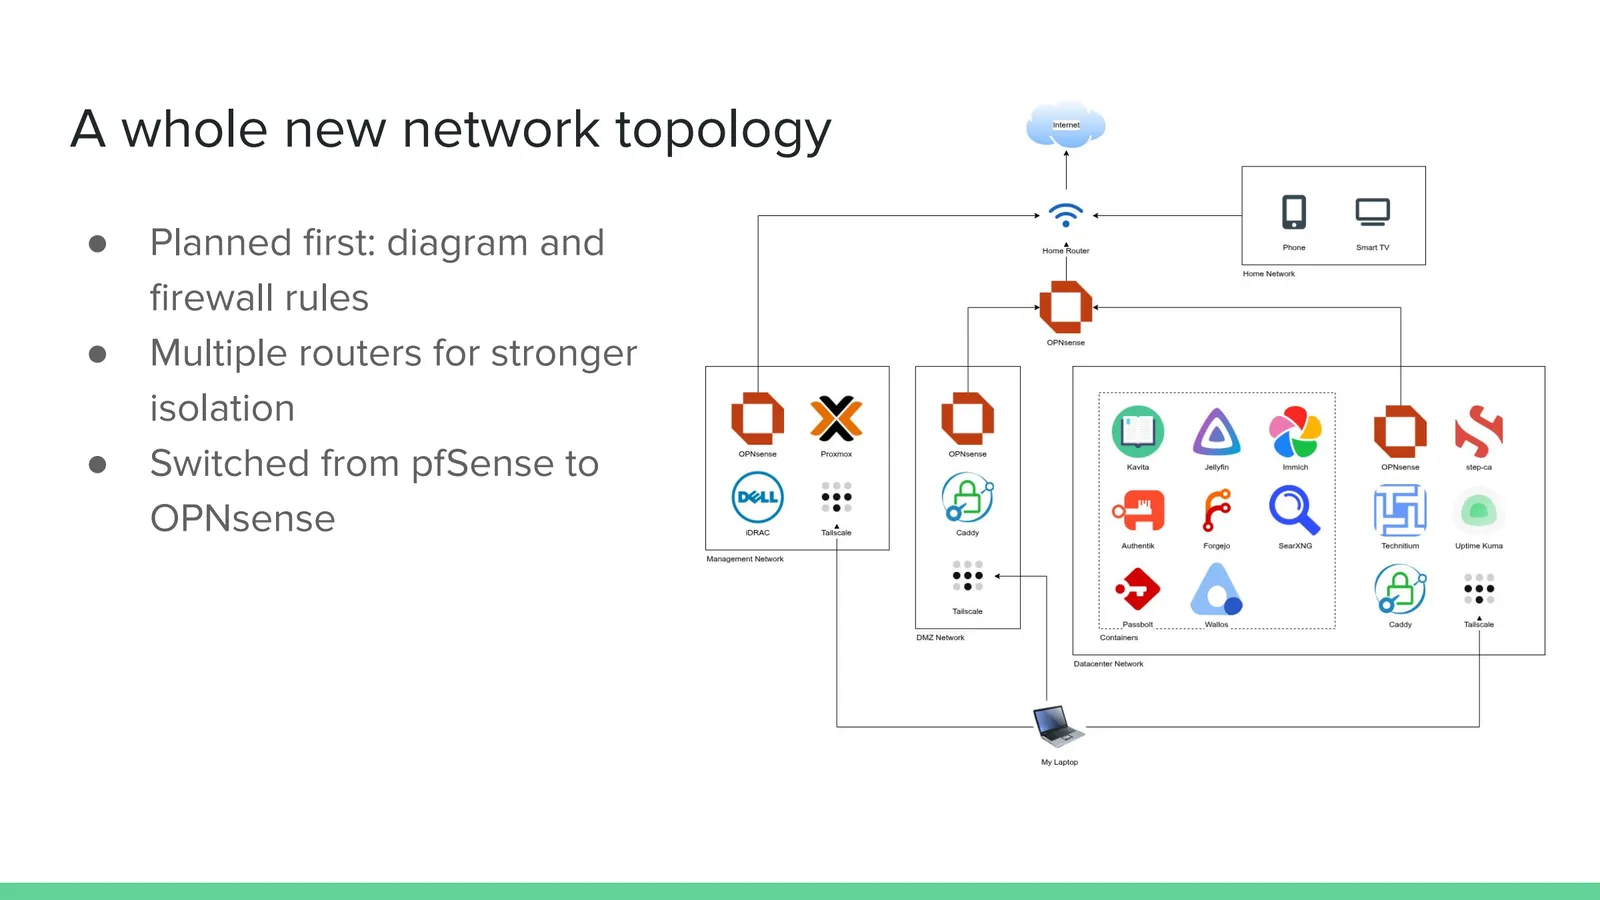 A whole new network topology
● Planned first: diagram and
firewall rules
● Multiple routers for stronger
isolation
● Switched from pfSense to
OPNsense
Internet
Home Router
Phone
Smart TV
Home Network
OPNsense
OPNsense
Proxmox
DELL
iDRAC
Tailscale
Management Network
OPNsense
Caddy
Tailscale
DMZ Network
Kavita
Jellyfin
Immich
Authentik
Forgejo
SearXNG
Passbolt
Wallos
Containers
OPNsense
step-ca
Technitium
Uptime Kuma
Caddy
Tailscale
Datacenter Network
My Laptop